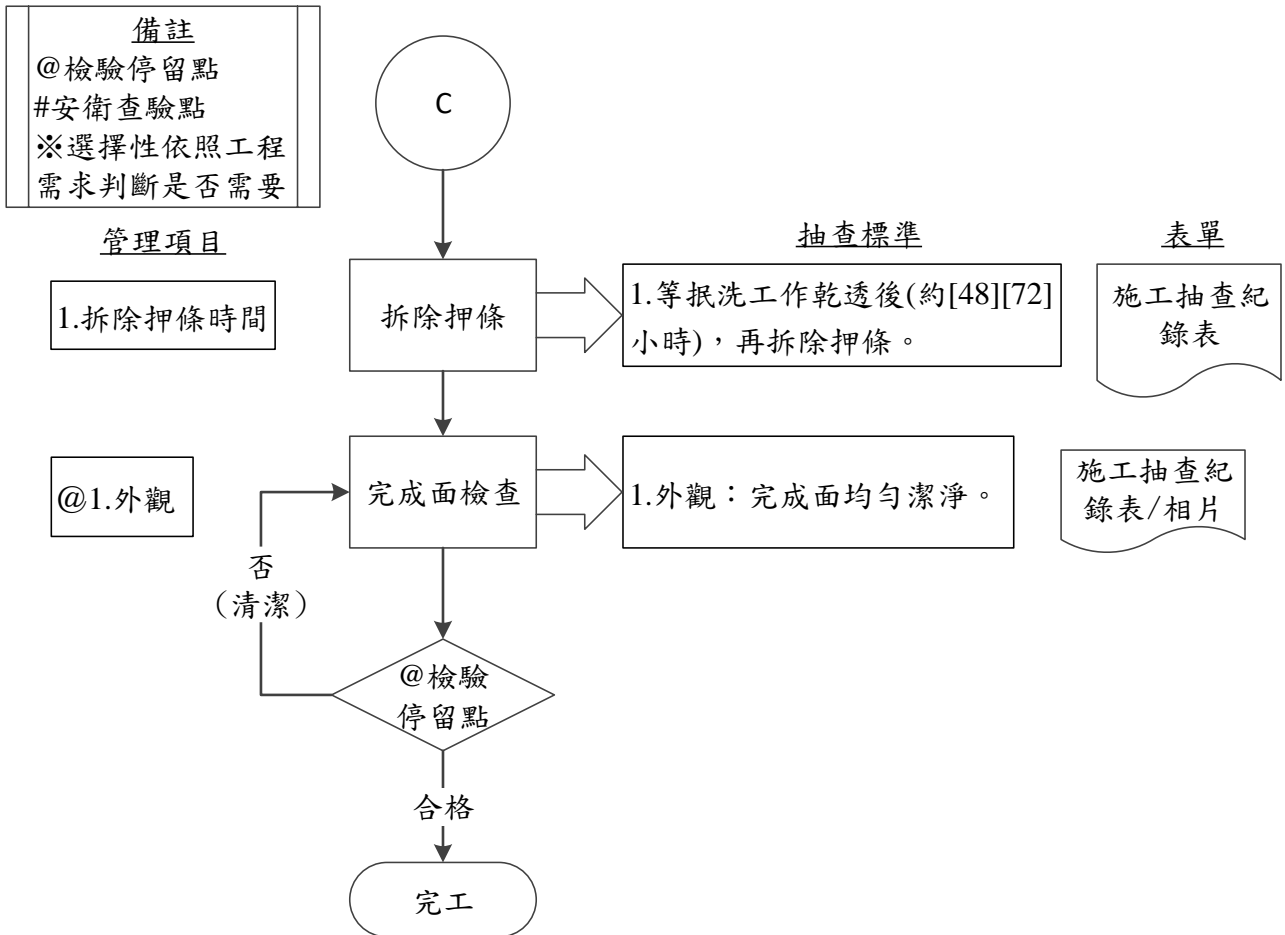 備註
@檢驗停留點
#安衛查驗點
※選擇性依照工程
需求判斷是否需要
C
管理項目
抽查標準
表單
1.拆除押條時間
拆除押條
1.等抿洗工作乾透後(約[48][72]
小時)，再拆除押條。
施工抽查紀
錄表
@1.外觀
完成面檢查
1.外觀：完成面均勻潔淨。
施工抽查紀
錄表/相片
否
（清潔）
@檢驗
停留點
合格
完工